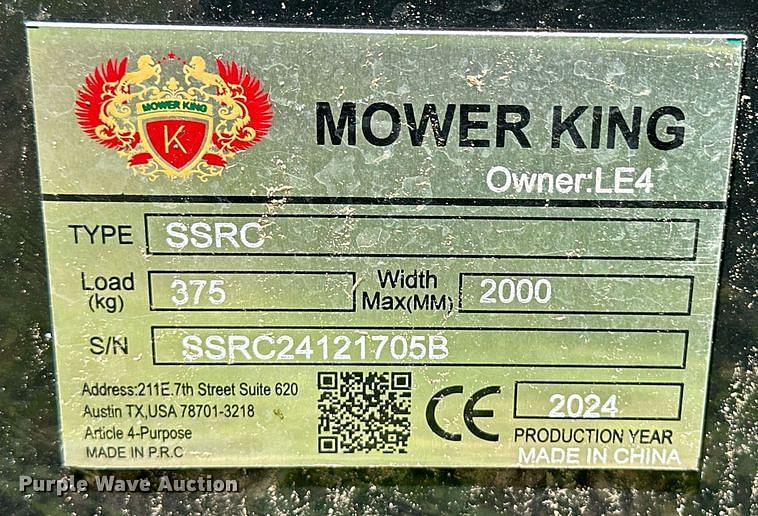 MOWER KING
K
MOWER KING
Owner:LE4
TYPE SSRC
Load (kg) 375 Width Max(MM) 2000
S/N SSRC24121705B
Address:211E.7th Street Suite 620
Austin TX,USA 78701-3218
Article 4-Purpose
MADE IN P.R.C
CE
2024
PRODUCTION YEAR
MADE IN CHINA
Purple Wave Auction